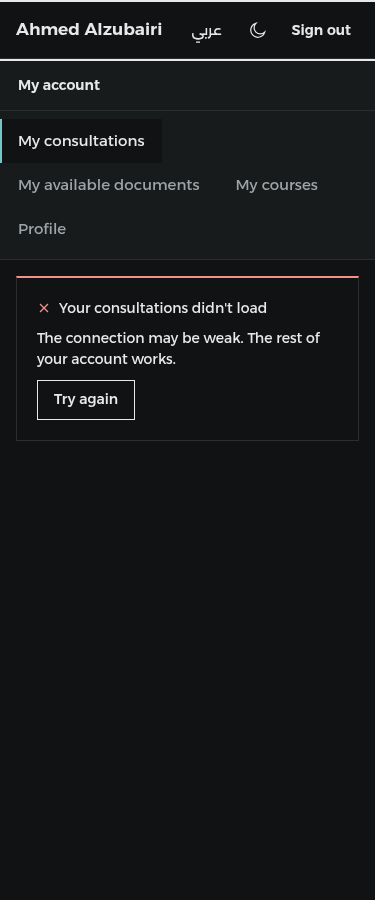 Ahmed Alzubairi عربي Sign out
My account
My consultations
My available documents My courses
Profile
Your consultations didn't load
The connection may be weak. The rest of
your account works.
Try again